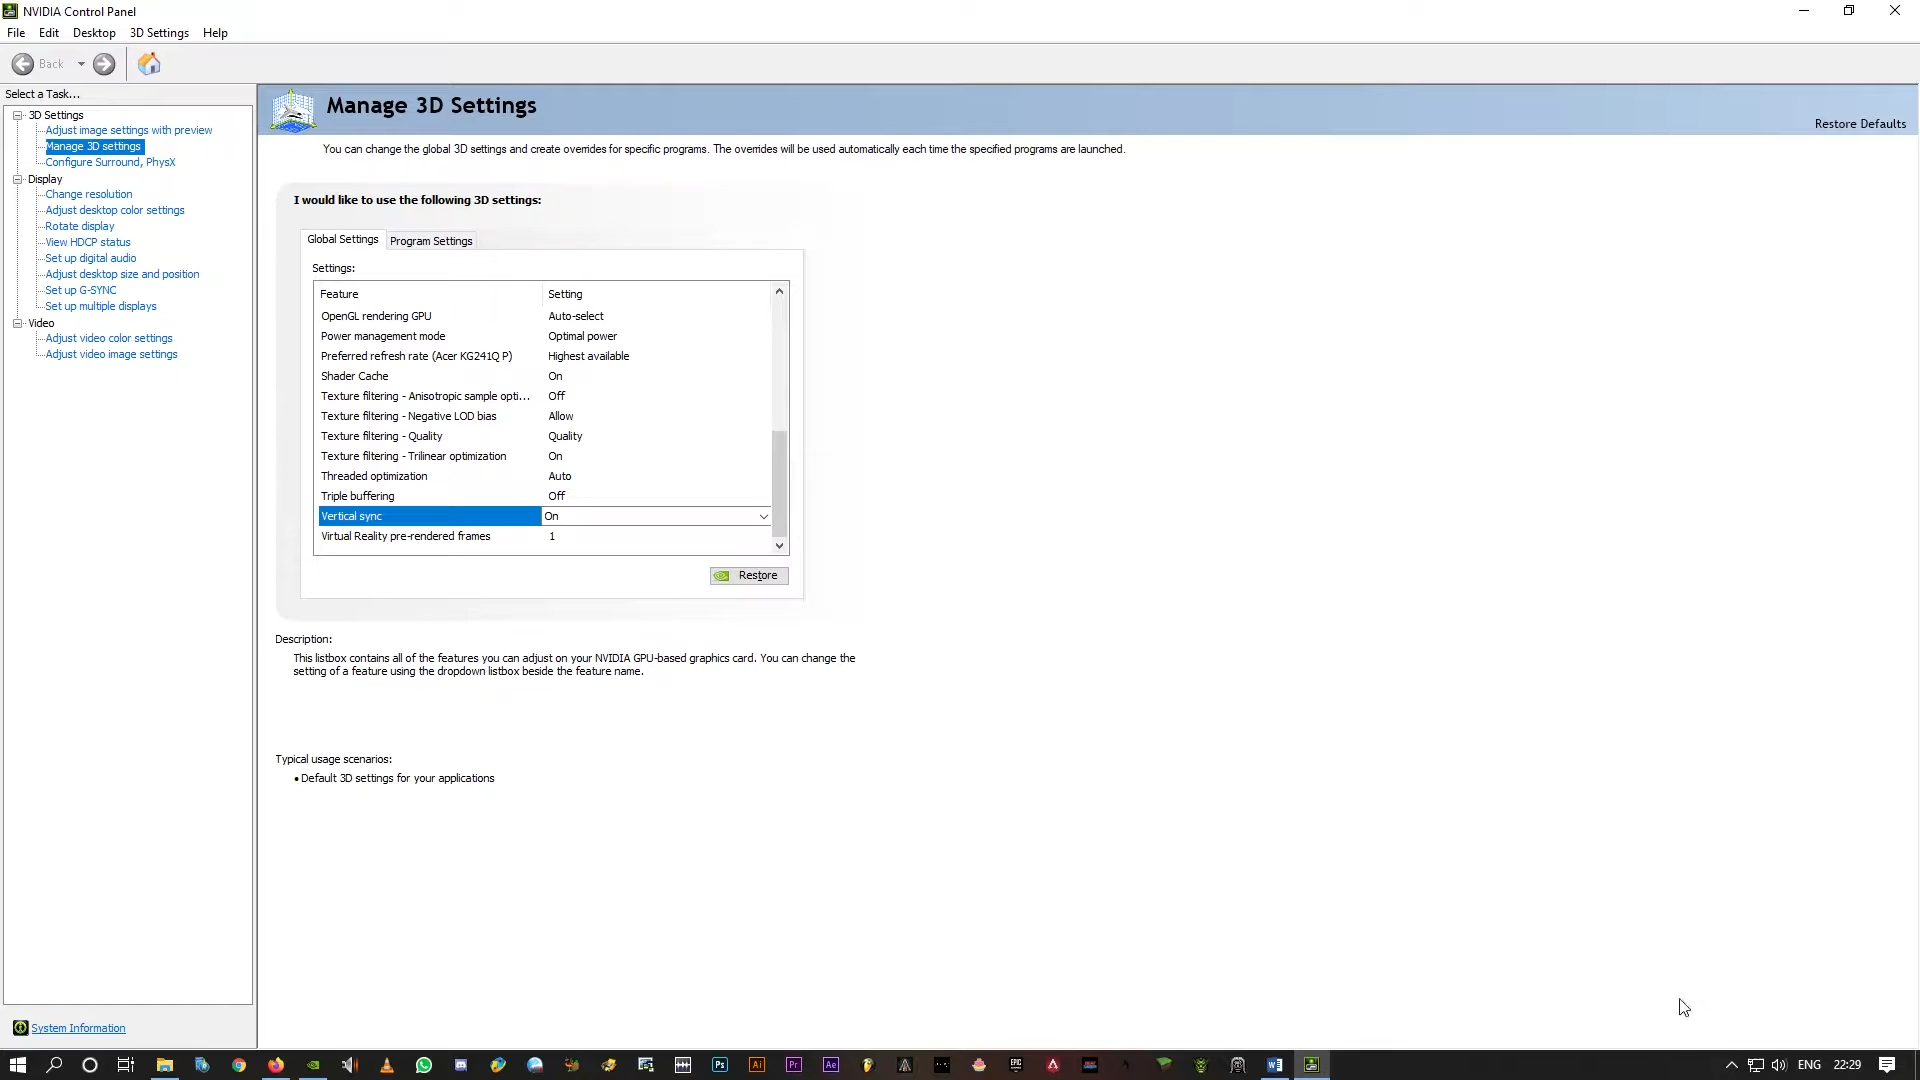 NVIDIA Control Panel
File Edit Desktop 3D Settings Help
Back
Select a Task...
3D Settings
Adjust image settings with preview
Manage 3D settings
Configure Surround, PhysX
Display
Change resolution
Adjust desktop color settings
Rotate display
View HDCP status
Set up digital audio
Adjust desktop size and position
Set up G-SYNC
Set up multiple displays
Video
Adjust video color settings
Adjust video image settings
System Information
Manage 3D Settings
Restore Defaults
You can change the global 3D settings and create overrides for specific programs. The overrides will be used automatically each time the specified programs are launched.
I would like to use the following 3D settings:
Global Settings Program Settings
Settings:
Feature Setting
OpenGL rendering GPU Auto-select
Power management mode Optimal power
Preferred refresh rate (Acer KG241Q P) Highest available
Shader Cache On
Texture filtering - Anisotropic sample opti... Off
Texture filtering - Negative LOD bias Allow
Texture filtering - Quality Quality
Texture filtering - Trilinear optimization On
Threaded optimization Auto
Triple buffering Off
Vertical sync On
Virtual Reality pre-rendered frames 1
Restore
Description:
This listbox contains all of the features you can adjust on your NVIDIA GPU-based graphics card. You can change the
setting of a feature using the dropdown listbox beside the feature name.
Typical usage scenarios:
•Default 3D settings for your applications
Ps Ai Pr Ae EPIC W ENG 22:29